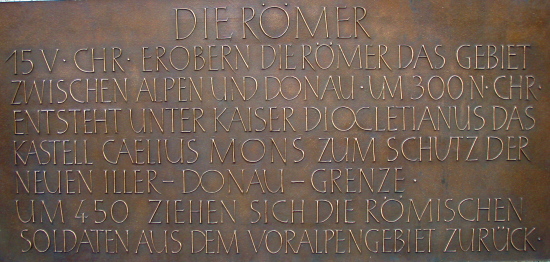 DIE RÖMER
15 V· CHR· EROBERN DIE RÖMER DAS GEBIET
ZWISCHEN ALPEN UND DONAU· UM 300 N· CHR·
ENTSTEHT UNTER KAISER DIOCLETIANUS DAS
KASTELL CAELIUS MONS ZUM SCHUTZ DER
NEUEN ILLER–DONAU–GRENZE·
UM 450 ZIEHEN SICH DIE RÖMISCHEN
SOLDATEN AUS DEM VORALPENGEBIET ZURÜCK·